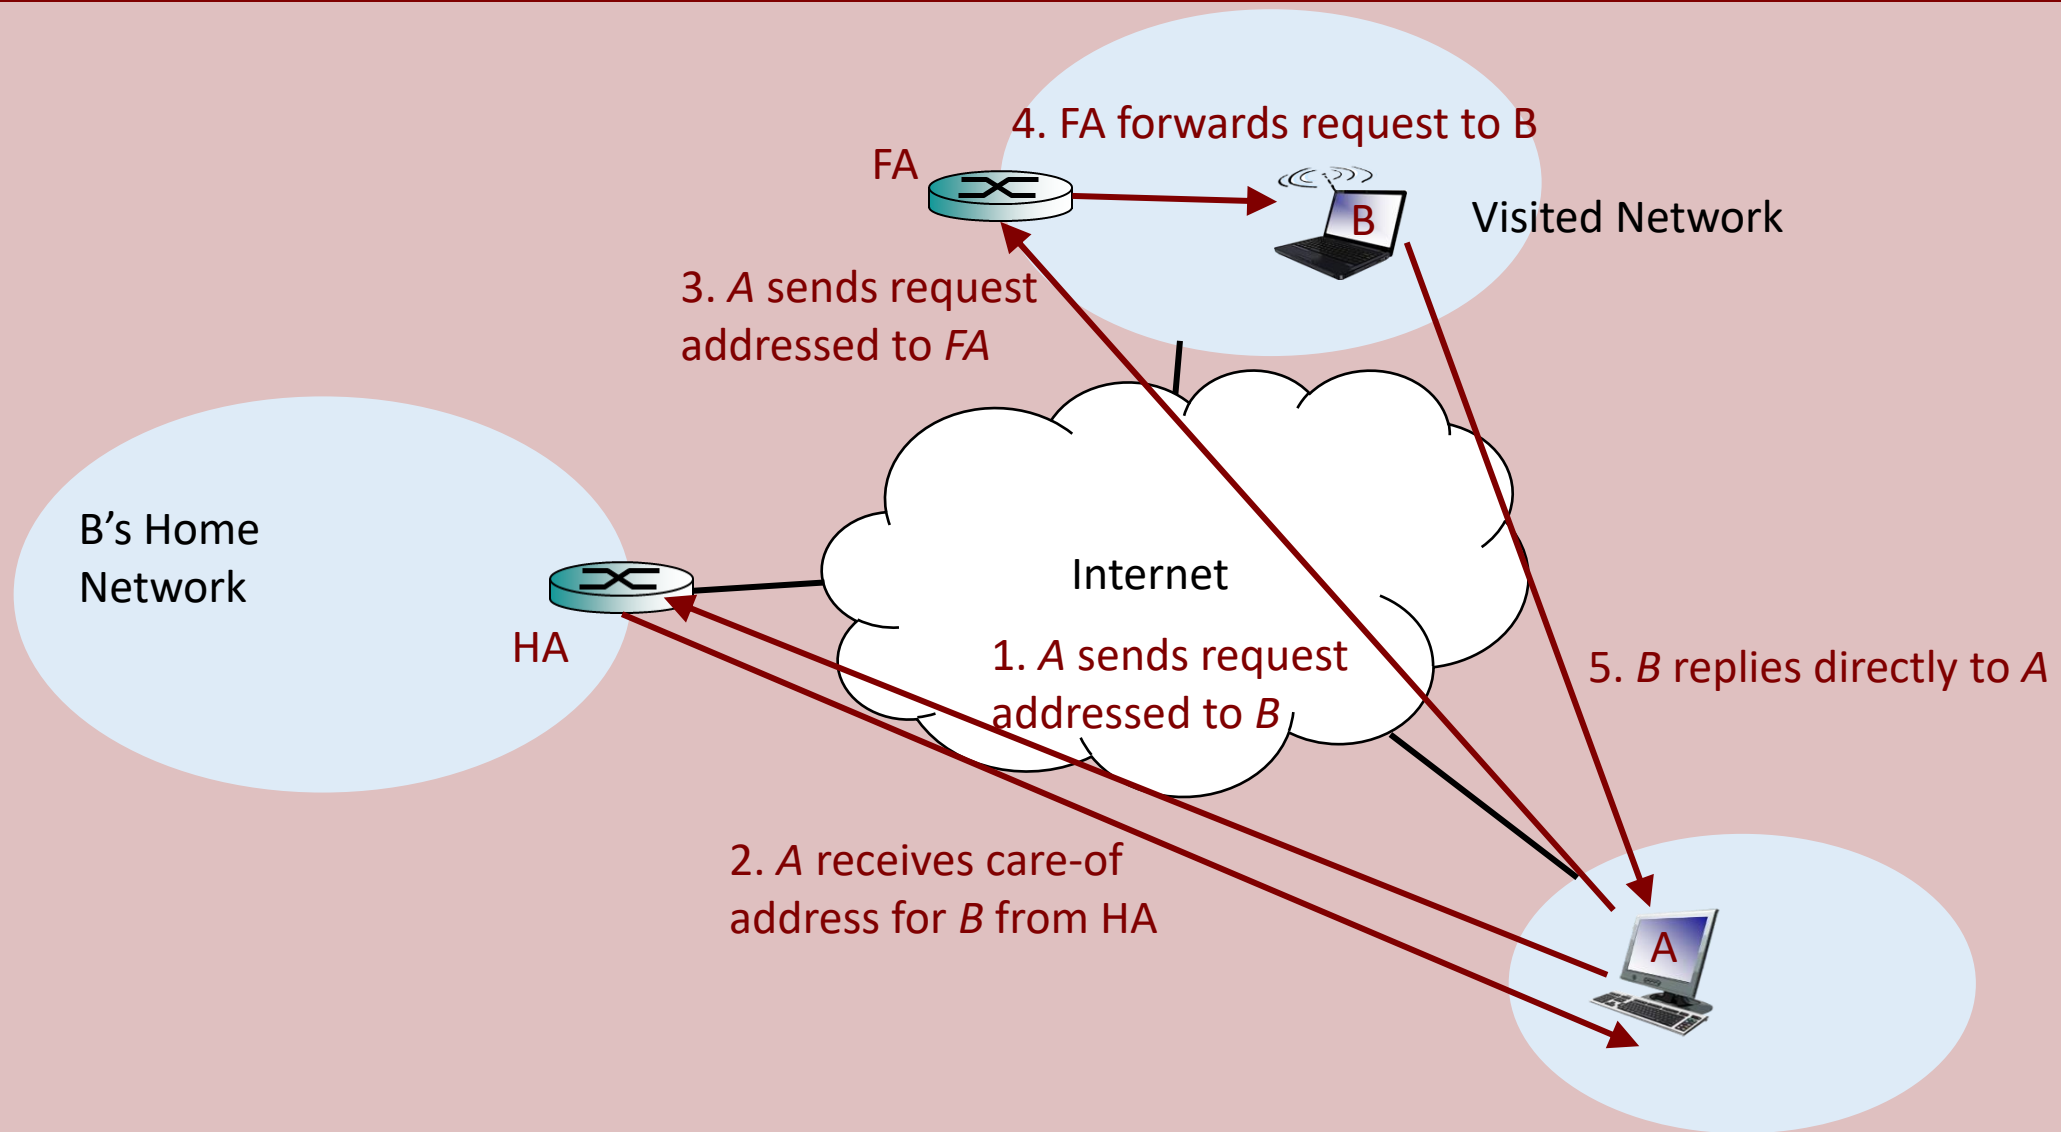 4. FA forwards request to B
FA
B
Visited Network
3. A sends request
addressed to FA
B’s Home
Network
Internet
HA
1. A sends request
addressed to B
5. B replies directly to A
2. A receives care-of
address for B from HA
A